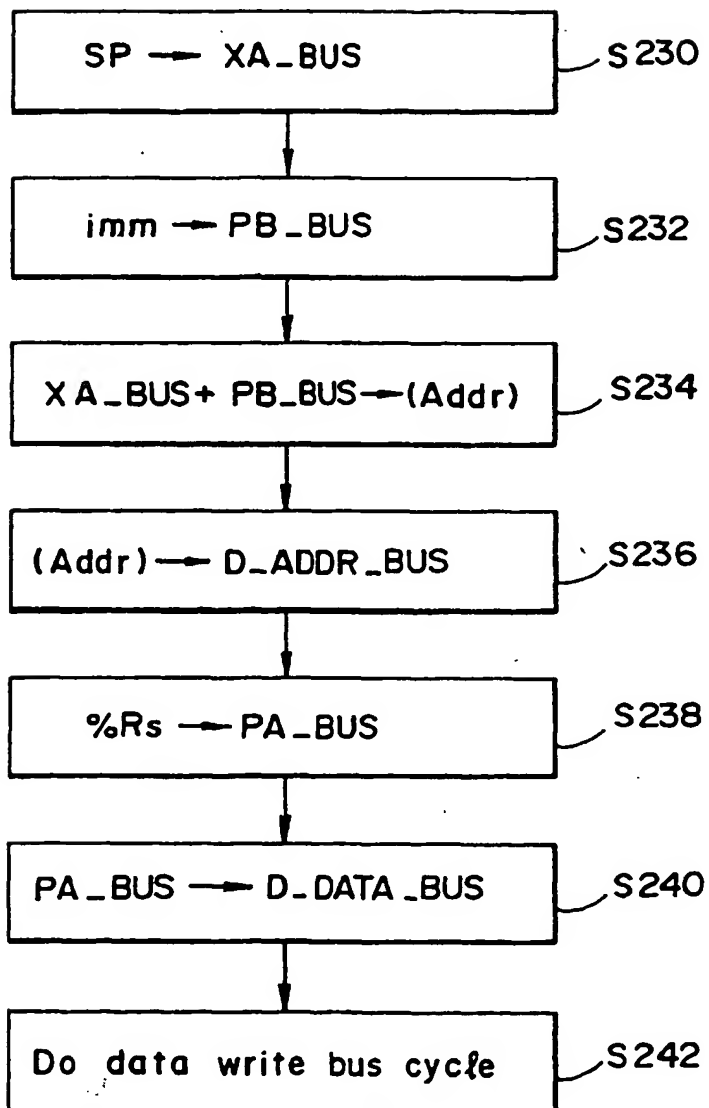 SP → XA_BUS
S230
imm → PB_BUS
S232
XA_BUS+ PB_BUS→(Addr)
S234
(Addr) → D_ADDR_BUS
S236
%Rs → PA_BUS
S238
PA_BUS → D_DATA_BUS
S240
Do data write bus cycle
S242